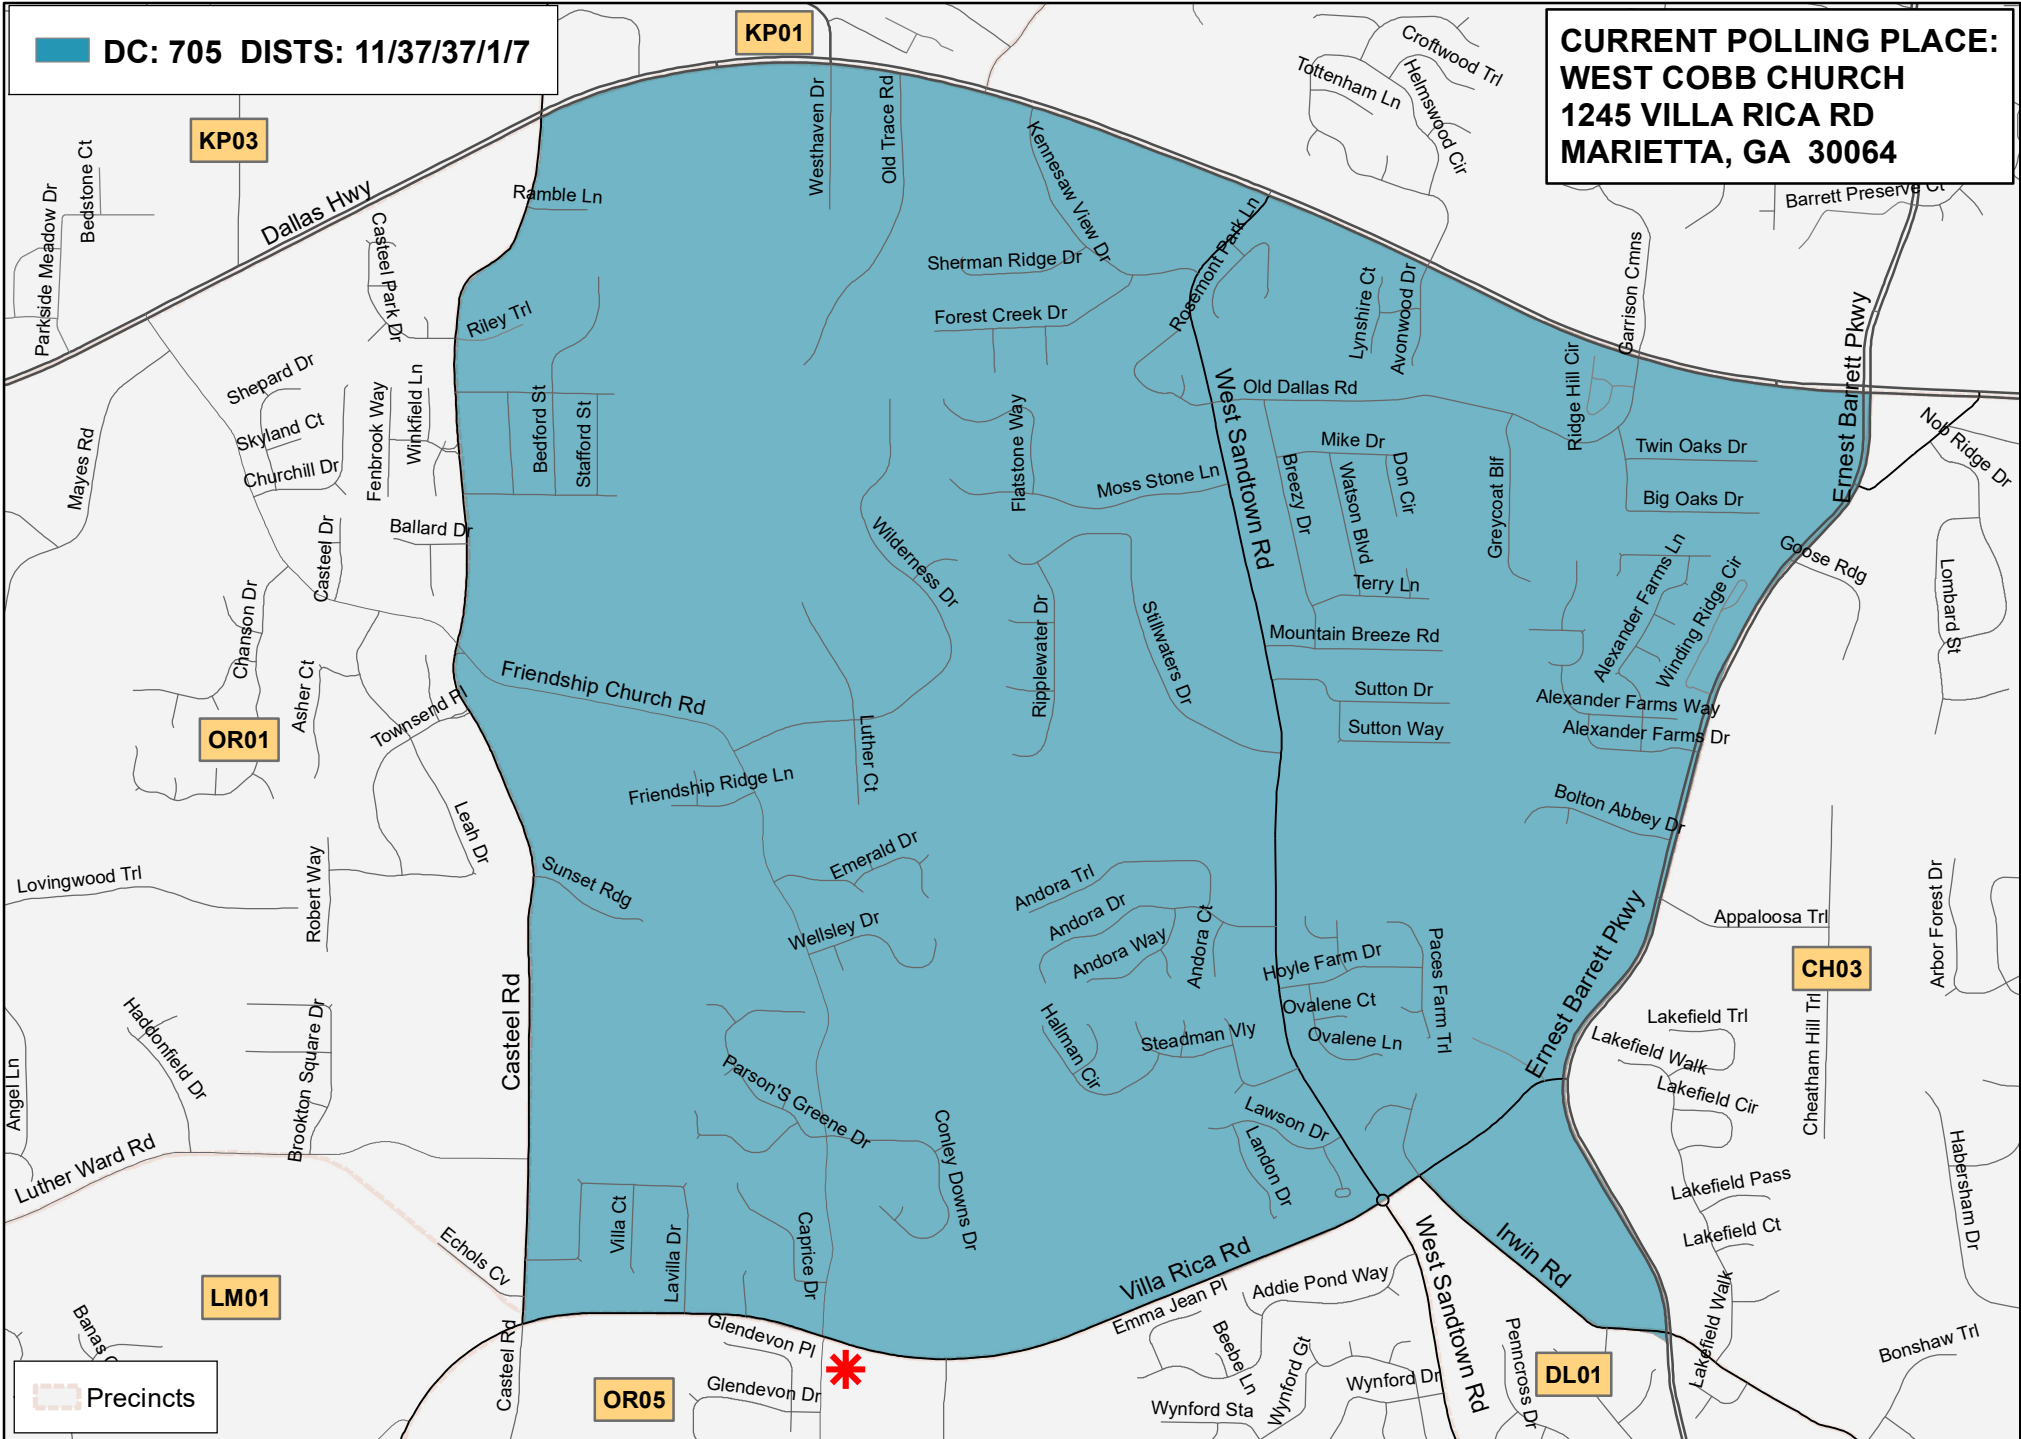 DC: 705 DISTS: 11/37/37/1/7
KP01
CURRENT POLLING PLACE:
WEST COBB CHURCH
1245 VILLA RICA RD
MARIETTA, GA 30064
Croftwood Trl
Tottenham Ln
Helmswood Cir
KP03
Bedstone Ct
Parkside Meadow Dr
Dallas Hwy
Casteel Park Dr
Ramble Ln
Westhaven Dr
Old Trace Rd
Kennesaw View Dr
Sherman Ridge Dr
Rosemont Park Ln
Barrett Preserve Ct
Garrison Cmns
Lynshire Ct
Avonwood Dr
Ernest Barrett Pkwy
Riley Trl
Forest Creek Dr
Shepard Dr
Skyland Ct
Churchill Dr
Fenbrook Way
Winkfield Ln
Mayes Rd
Bedford St
Stafford St
Flatstone Way
Moss Stone Ln
West Sandtown Rd
Old Dallas Rd
Ridge Hill Cir
Mike Dr
Breezy Dr
Watson Blvd
Don Cir
Greycoat Blf
Twin Oaks Dr
Big Oaks Dr
Ernest Barrett Pkwy
Nob Ridge Dr
Ballard Dr
Casteel Dr
Wilderness Dr
Goose Rdg
Lombard St
Chanson Dr
Asher Ct
Townsend Pl
Friendship Church Rd
Ripplewater Dr
Stillwaters Dr
Terry Ln
Mountain Breeze Rd
Sutton Dr
Sutton Way
Alexander Farms Ln
Winding Ridge Cir
Alexander Farms Way
Alexander Farms Dr
OR01
Luther Ct
Friendship Ridge Ln
Bolton Abbey Dr
Leah Dr
Robert Way
Lovingwood Trl
Sunset Rdg
Emerald Dr
Wellsley Dr
Andora Trl
Andora Dr
Andora Way
Andora Ct
Hoyle Farm Dr
Paces Farm Trl
Ovalene Ct
Ovalene Ln
Ernest Barrett Pkwy
Appaloosa Trl
Arbor Forest Dr
CH03
Cheatham Hill Trl
Casteel Rd
Haddonfield Dr
Brookton Square Dr
Angel Ln
Luther Ward Rd
Parson'S Greene Dr
Hallman Cir
Steadman Vly
Lawson Dr
Landon Dr
Conley Downs Dr
Lakefield Trl
Lakefield Walk
Lakefield Cir
Lakefield Pass
Lakefield Ct
Habersham Dr
Echols Cv
Villa Ct
Lavilla Dr
Caprice Dr
Villa Rica Rd
Irwin Rd
West Sandtown Rd
Addie Pond Way
Emma Jean Pl
LM01
Casteel Rd
Glendevon Pl
Glendevon Dr
OR05
Beebe Ln
Wynford Gt
Wynford Sta
Wynford Dr
Penncross Dr
DL01
Lakefield Walk
Bonshaw Trl
Banas
Precincts